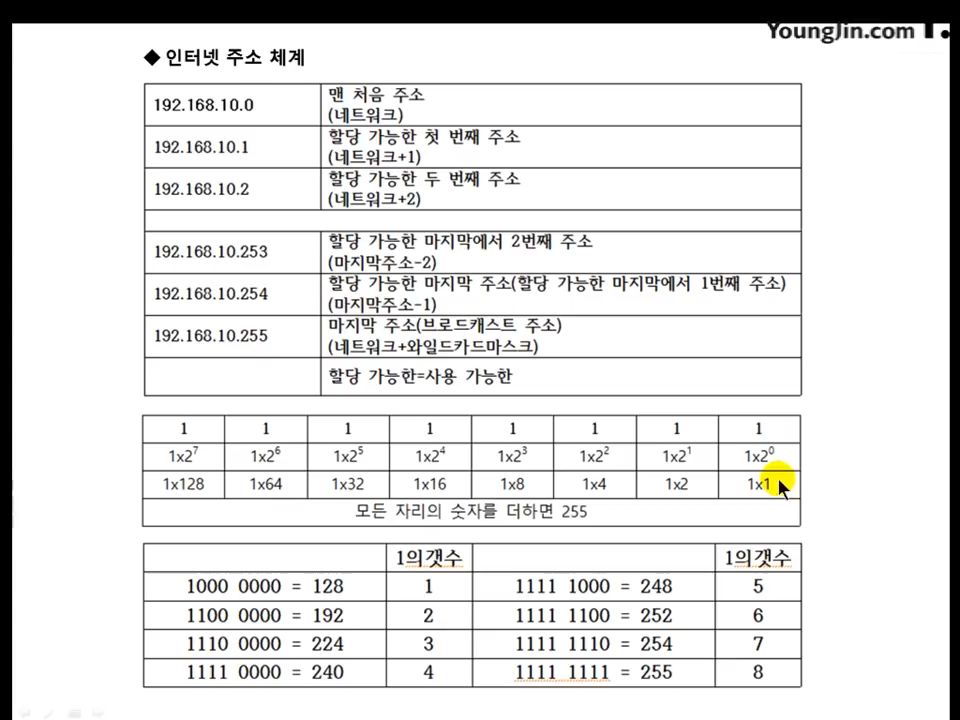 YoungJin.com
◆ 인터넷 주소 체계
192.168.10.0 맨 처음 주소
(네트워크)
192.168.10.1 할당 가능한 첫 번째 주소
(네트워크+1)
192.168.10.2 할당 가능한 두 번째 주소
(네트워크+2)
192.168.10.253 할당 가능한 마지막에서 2번째 주소
(마지막주소-2)
192.168.10.254 할당 가능한 마지막 주소(할당 가능한 마지막에서 1번째 주소)
(마지막주소-1)
192.168.10.255 마지막 주소(브로드캐스트 주소)
(네트워크+와일드카드마스크)
할당 가능한=사용 가능한
1 1 1 1 1 1 1 1
1x2⁷ 1x2⁶ 1x2⁵ 1x2⁴ 1x2³ 1x2² 1x2¹ 1x2⁰
1x128 1x64 1x32 1x16 1x8 1x4 1x2 1x1
모든 자리의 숫자를 더하면 255
1의갯수 1의갯수
1000 0000 = 128 1 1111 1000 = 248 5
1100 0000 = 192 2 1111 1100 = 252 6
1110 0000 = 224 3 1111 1110 = 254 7
1111 0000 = 240 4 1111 1111 = 255 8